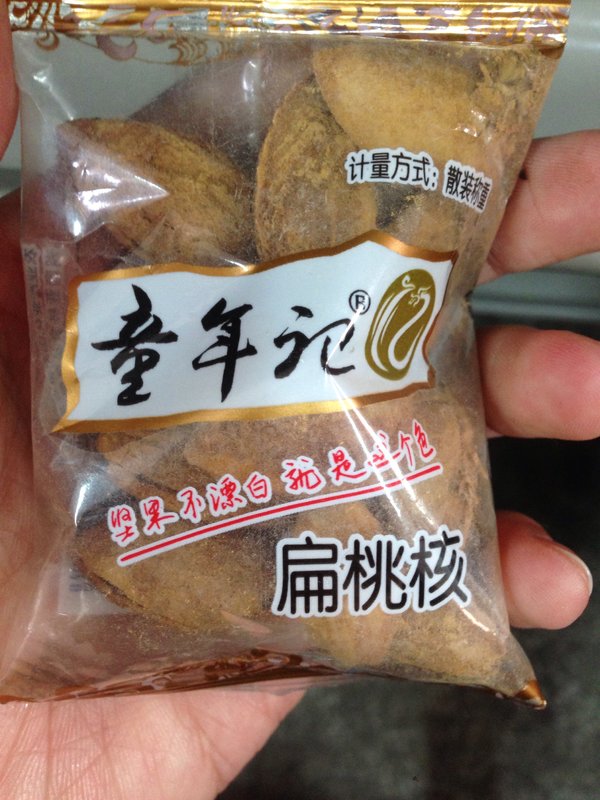 计量方式：散装称重
童年记®
坚果不漂白 就是这个色
扁桃核